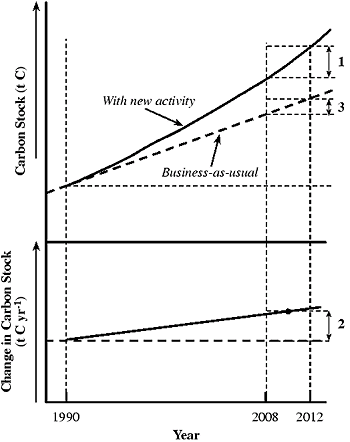 Carbon Stock (t C)
With new activity
Business-as-usual
1
3
Change in Carbon Stock
(t C yr-1)
2
1990
2008
2012
Year